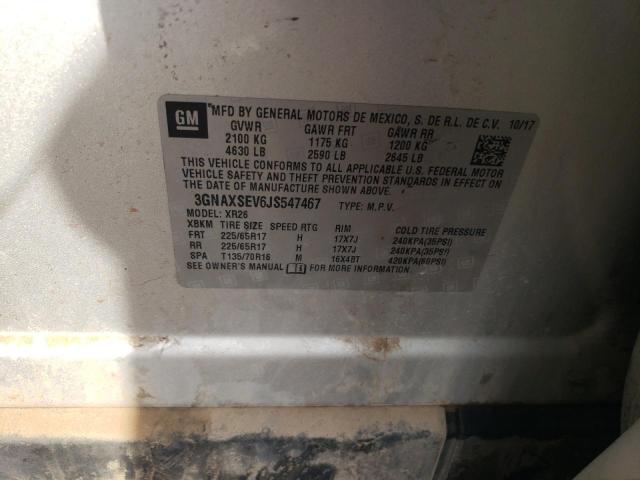 GM
MFD BY GENERAL MOTORS DE MEXICO, S. DE R.L. DE C.V. 10/17
GVWR GAWR FRT GAWR RR
2100 KG 1175 KG 1200 KG
4630 LB 2590 LB 2645 LB
THIS VEHICLE CONFORMS TO ALL APPLICABLE U.S. FEDERAL MOTOR
VEHICLE SAFETY AND THEFT PREVENTION STANDARDS IN EFFECT ON
THE DATE OF MANUFACTURE SHOWN ABOVE.
3GNAXSEV6JS547467 TYPE: M.P.V.
MODEL: XR26
XBKM TIRE SIZE SPEED RTG RIM COLD TIRE PRESSURE
FRT 225/65R17 H 17X7J 240KPA(35PSI)
RR 225/65R17 H 17X7J 240KPA(35PSI)
SPA T135/70R16 M 16X4BT 420KPA(60PSI)
SEE OWNER'S MANUAL FOR MORE INFORMATION.